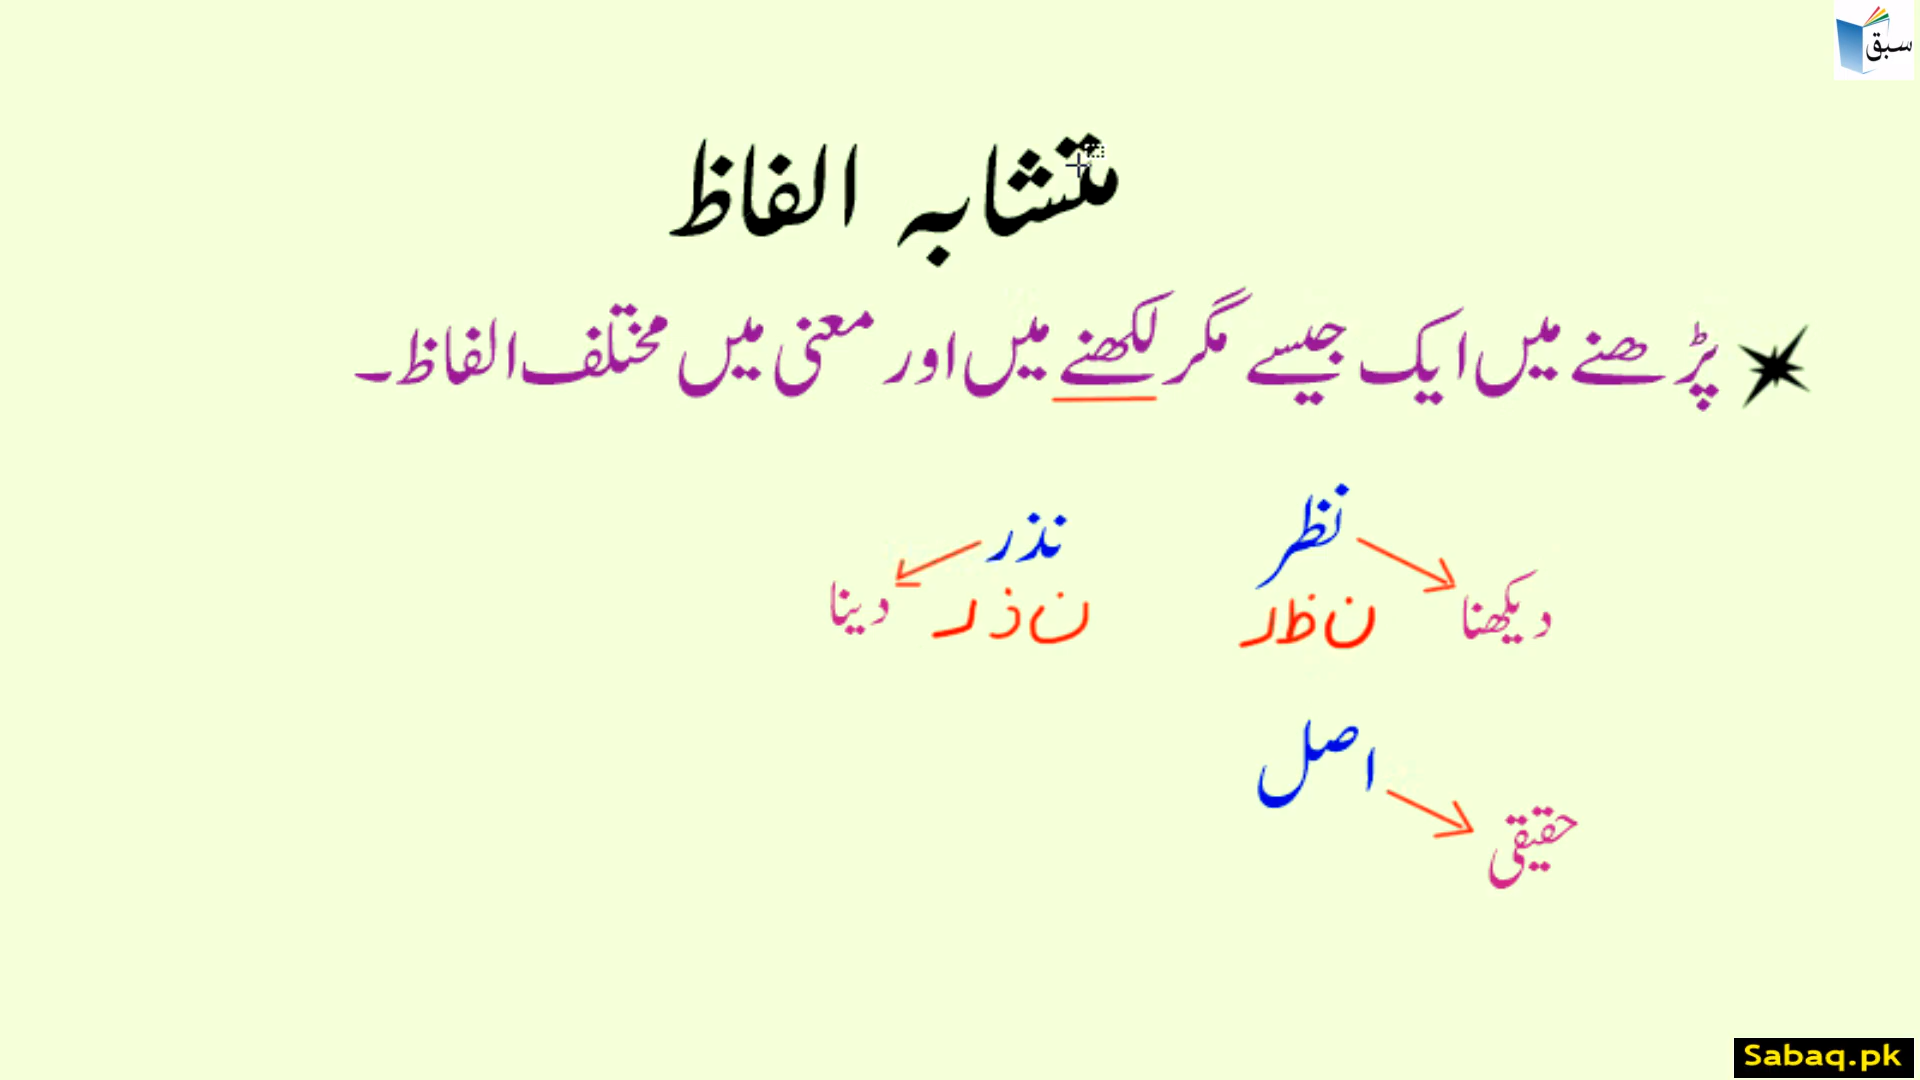 سبق
متشابہ الفاظ
پڑھنے میں ایک جیسے مگر لکھنے میں اور معنی میں مختلف الفاظ۔
نظر نذر
دیکھنا ن ظ ر ن ذ ر دینا
اصل
حقیقی
Sabaq.pk